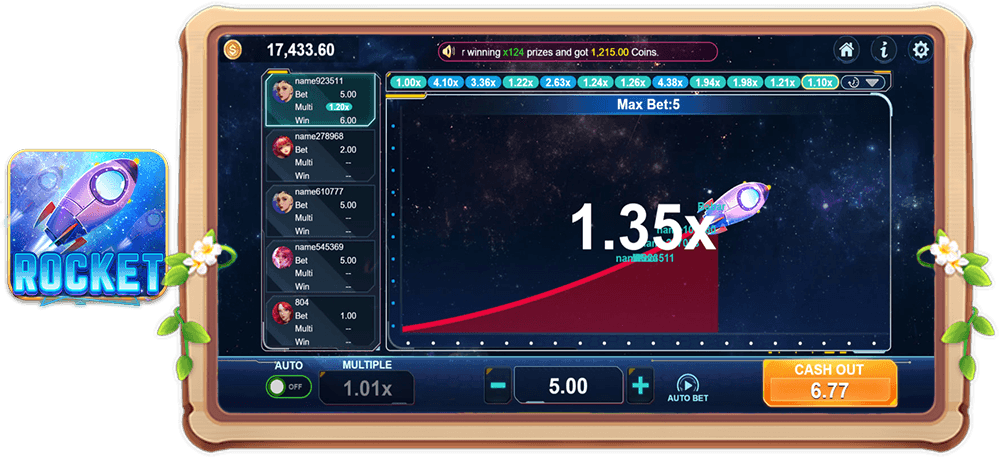 17,433.60
r winning x124 prizes and got 1,215.00 Coins.
name923511
Bet 5.00
Multi 1.20x
Win 6.00
name278968
Bet 2.00
Multi --
Win --
name610777
Bet 5.00
Multi --
Win --
name545369
Bet 5.00
Multi --
Win --
804
Bet 1.00
Multi --
Win --
1.00x 4.10x 3.36x 1.22x 2.63x 1.24x 1.26x 4.38x 1.94x 1.98x 1.21x 1.10x
Max Bet:5
1.35x
ROCKET
AUTO
OFF
MULTIPLE
1.01x
5.00
AUTO BET
CASH OUT
6.77